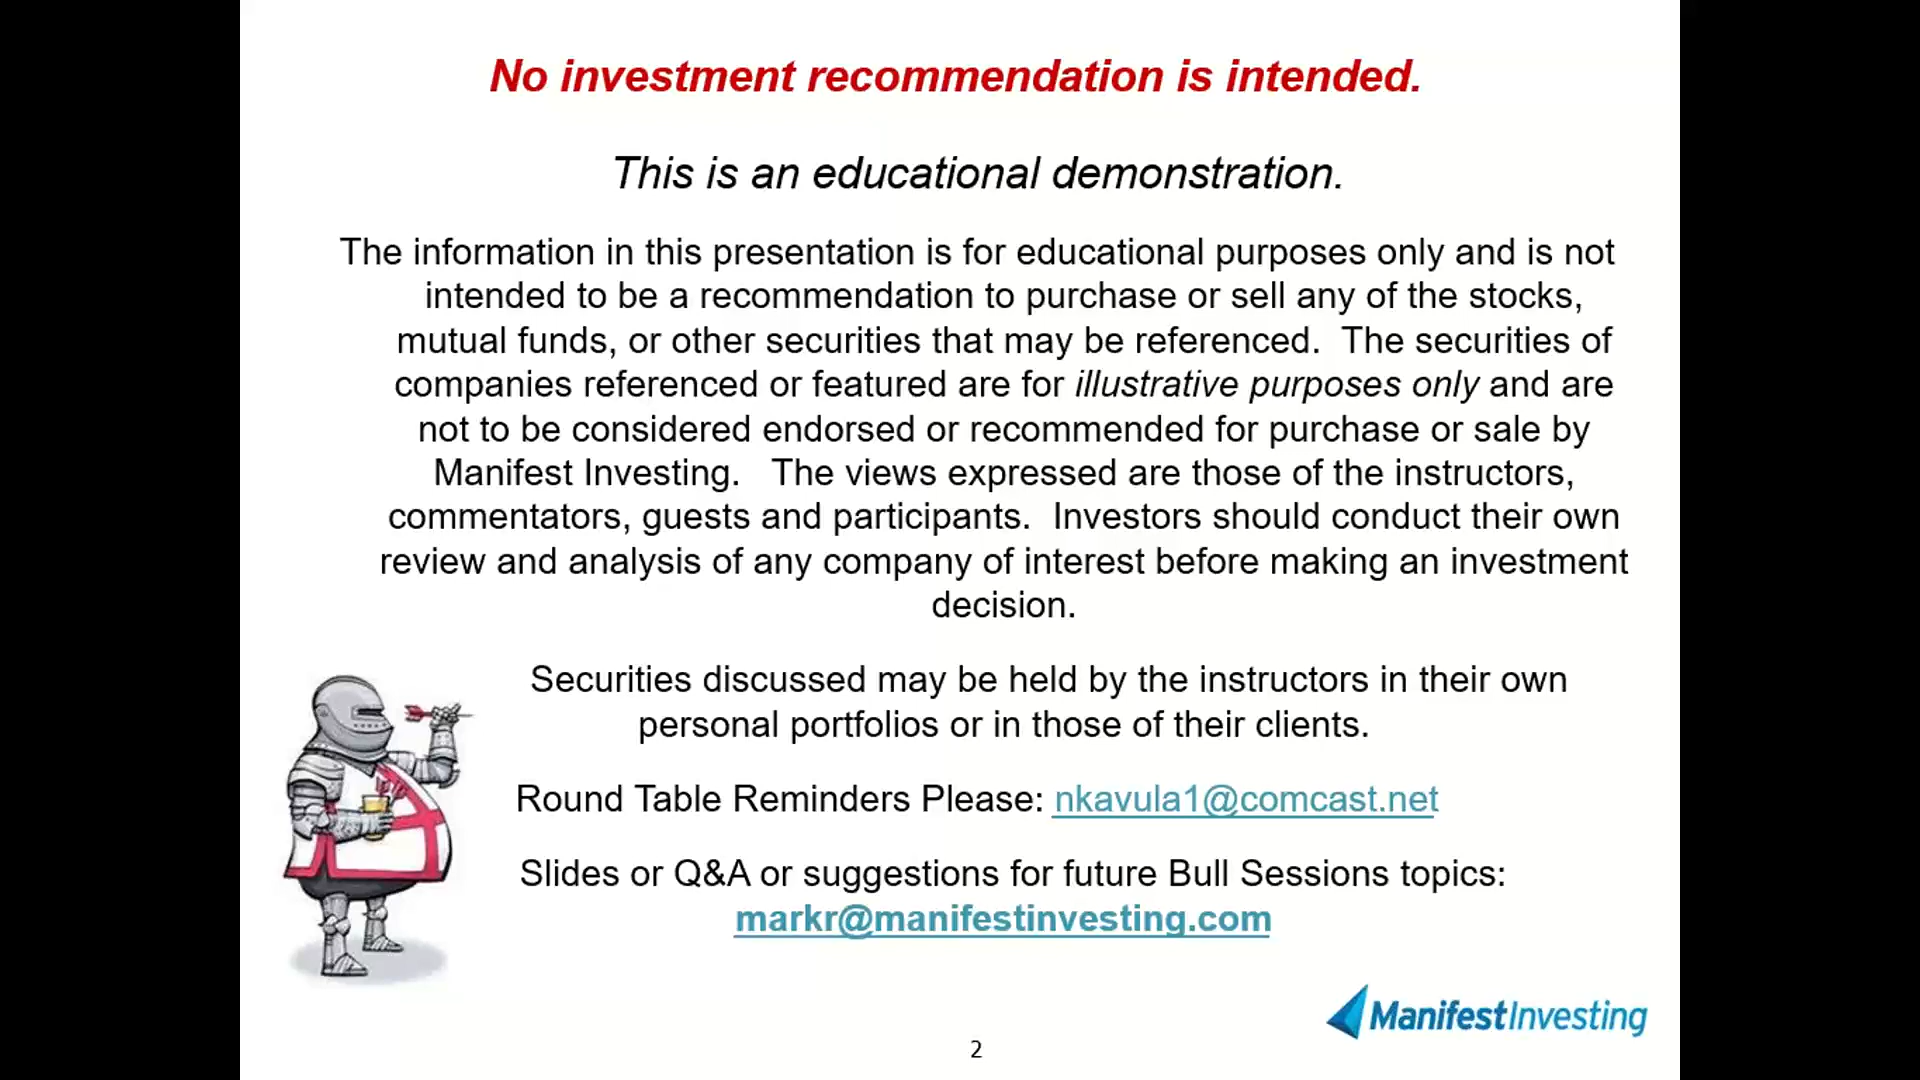 No investment recommendation is intended.
This is an educational demonstration.
The information in this presentation is for educational purposes only and is not
intended to be a recommendation to purchase or sell any of the stocks,
mutual funds, or other securities that may be referenced.  The securities of
companies referenced or featured are for illustrative purposes only and are
not to be considered endorsed or recommended for purchase or sale by
Manifest Investing.   The views expressed are those of the instructors,
commentators, guests and participants.  Investors should conduct their own
review and analysis of any company of interest before making an investment
decision.
Securities discussed may be held by the instructors in their own
personal portfolios or in those of their clients.
Round Table Reminders Please: nkavula1@comcast.net
Slides or Q&A or suggestions for future Bull Sessions topics:
markr@manifestinvesting.com
ManifestInvesting
2